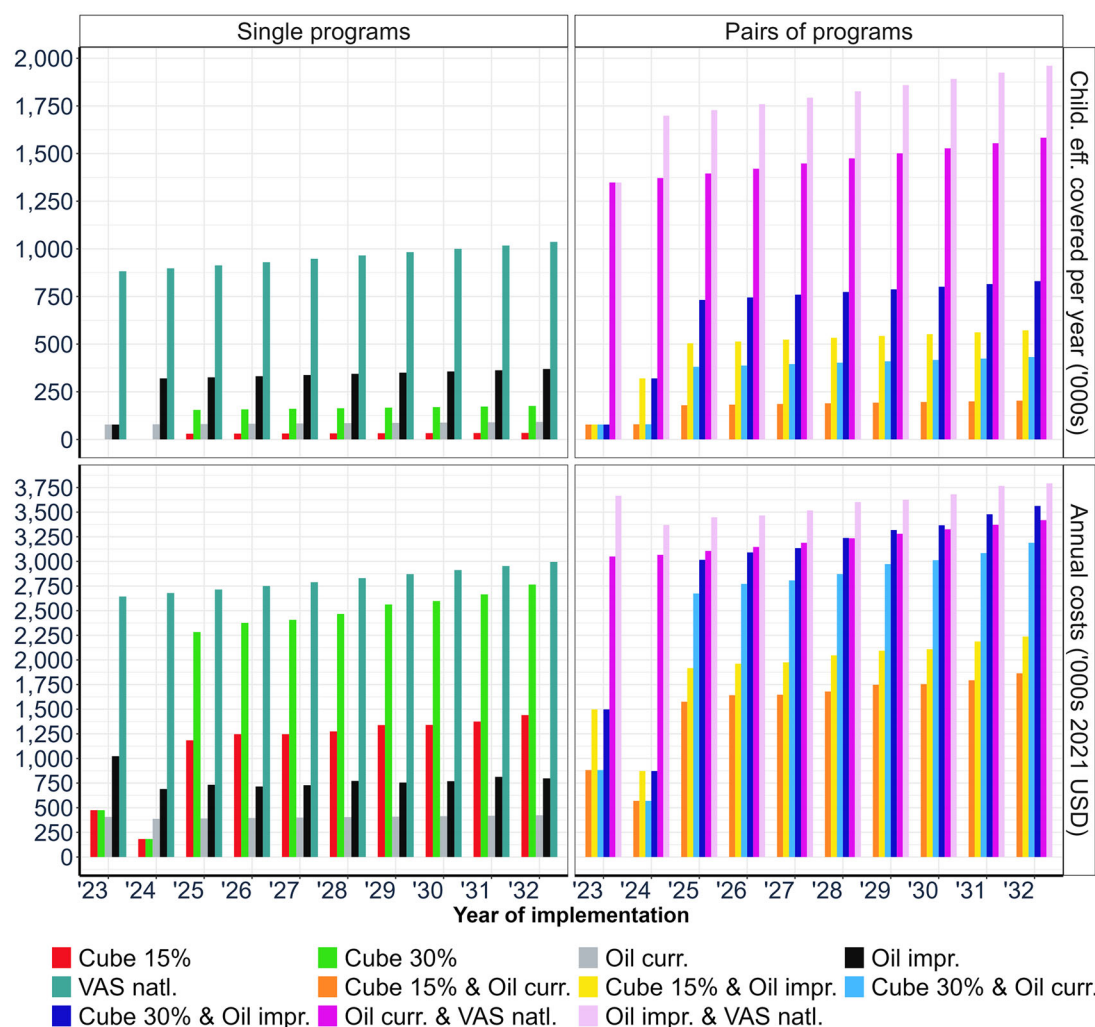 Single programs
Pairs of programs
2,000
1,750
1,500
1,250
1,000
750
500
250
0
Child. eff. covered per year ('000s)
3,750
3,500
3,250
3,000
2,750
2,500
2,250
2,000
1,750
1,500
1,250
1,000
750
500
250
0
Annual costs ('000s 2021 USD)
'23 '24 '25 '26 '27 '28 '29 '30 '31 '32
'23 '24 '25 '26 '27 '28 '29 '30 '31 '32
Year of implementation
Cube 15% Cube 30% Oil curr. Oil impr.
VAS natl. Cube 15% & Oil curr. Cube 15% & Oil impr. Cube 30% & Oil curr.
Cube 30% & Oil impr. Oil curr. & VAS natl. Oil impr. & VAS natl.